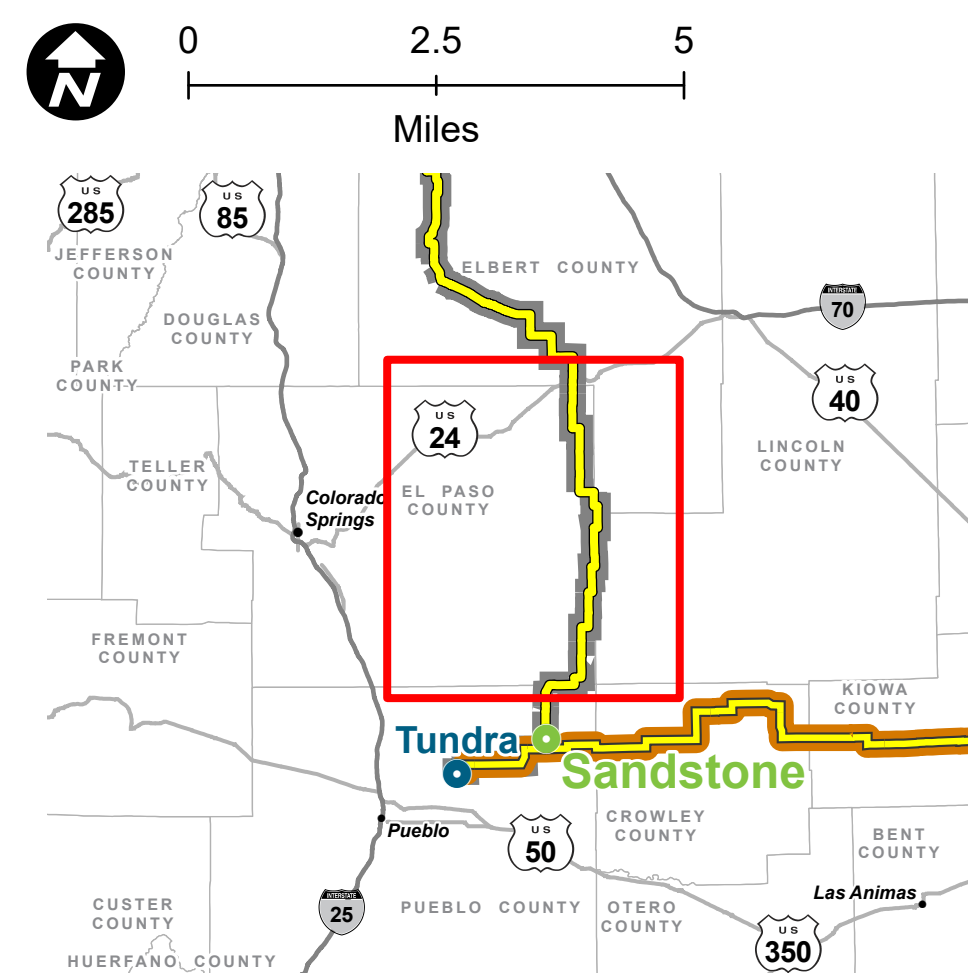 N
0 2.5 5
Miles
US
285
US
85
JEFFERSON
COUNTY
ELBERT COUNTY
INTERSTATE
70
DOUGLAS
COUNTY
PARK
COUNTY
US
40
US
24
LINCOLN
COUNTY
TELLER
COUNTY
Colorado
Springs
EL PASO
COUNTY
FREMONT
COUNTY
KIOWA
COUNTY
Tundra
Sandstone
CROWLEY
COUNTY
Pueblo
US
50
BENT
COUNTY
Las Animas
INTERSTATE
25
CUSTER
COUNTY
PUEBLO COUNTY
OTERO
COUNTY
US
350
HUERFANO COUNTY